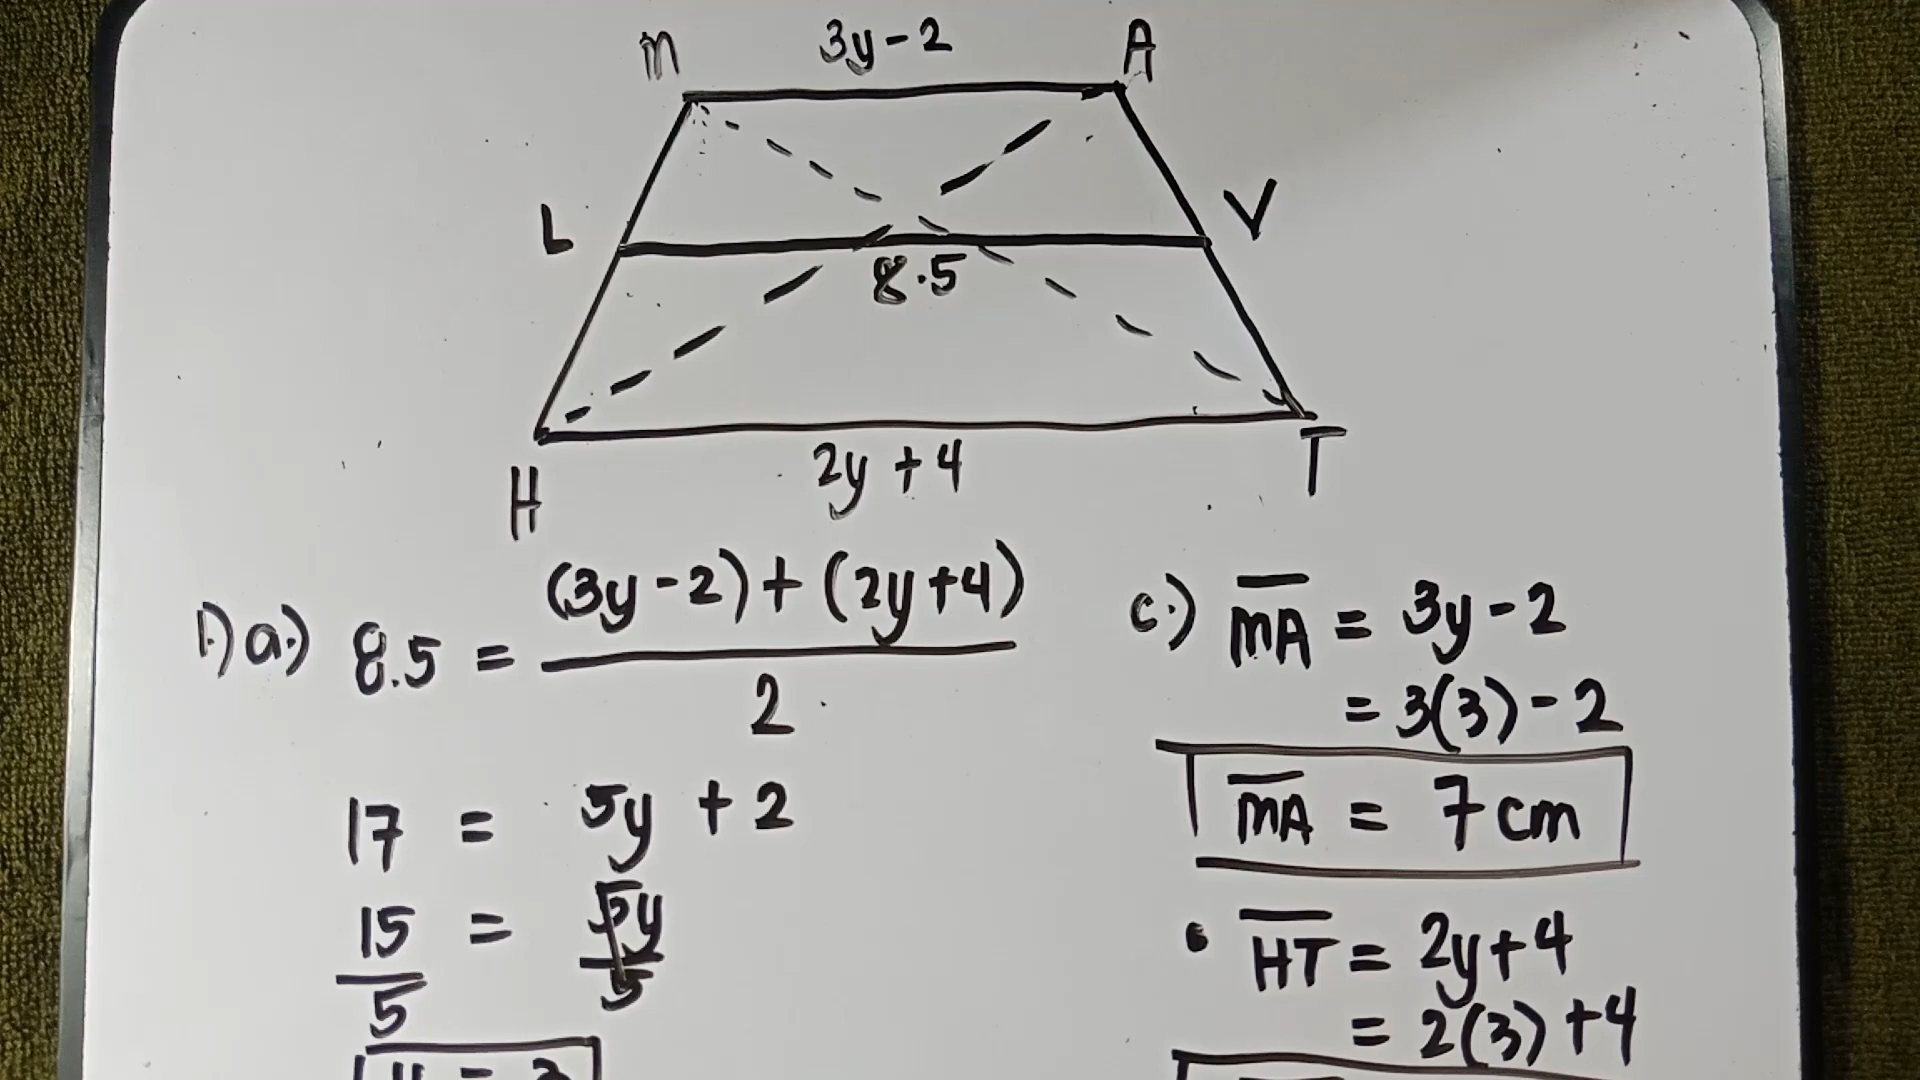 M 3y-2 A
L V
8.5
2y+4
H T
1.) a.) 8.5 = (3y-2)+(2y+4)
2
17 = 5y + 2
15 = 5y
5 5
y = 3
c.) MA = 3y-2
= 3(3)-2
MA = 7 cm
• HT = 2y+4
= 2(3)+4